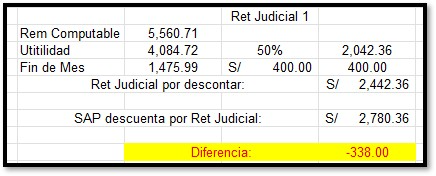 Ret Judicial 1
Rem Computable 5,560.71
Utitilidad 4,084.72 50% 2,042.36
Fin de Mes 1,475.99 S/ 400.00 400.00
Ret Judicial por descontar: S/ 2,442.36
SAP descuenta por Ret Judicial: S/ 2,780.36
Diferencia: -338.00